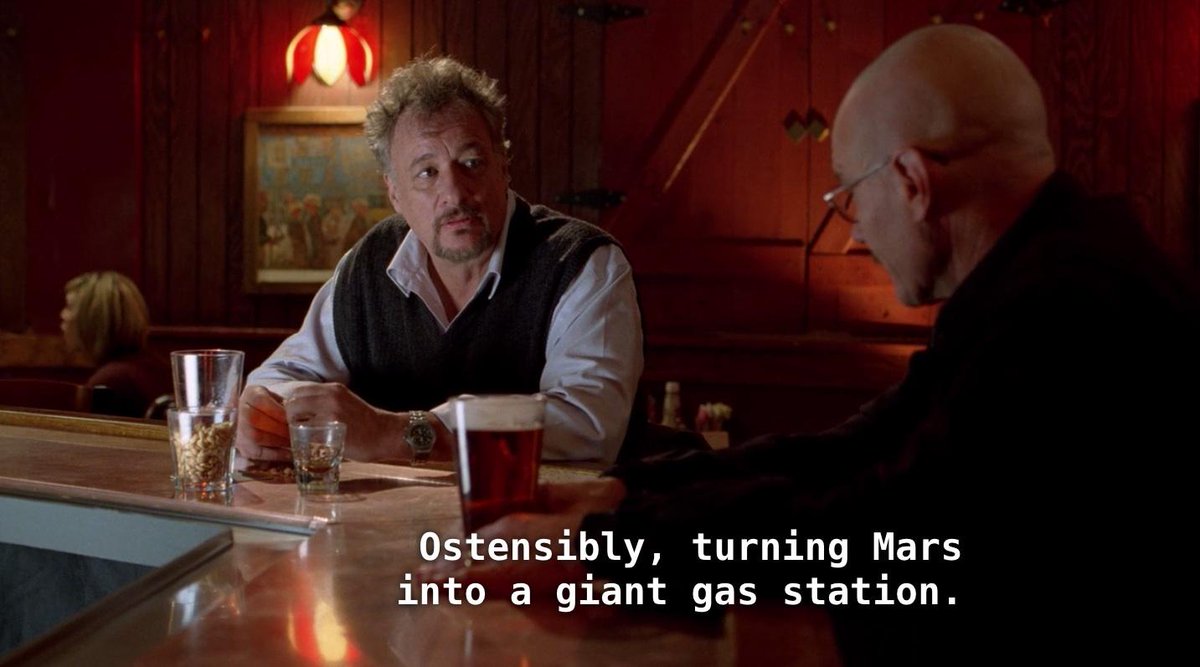 Ostensibly, turning Mars
into a giant gas station.